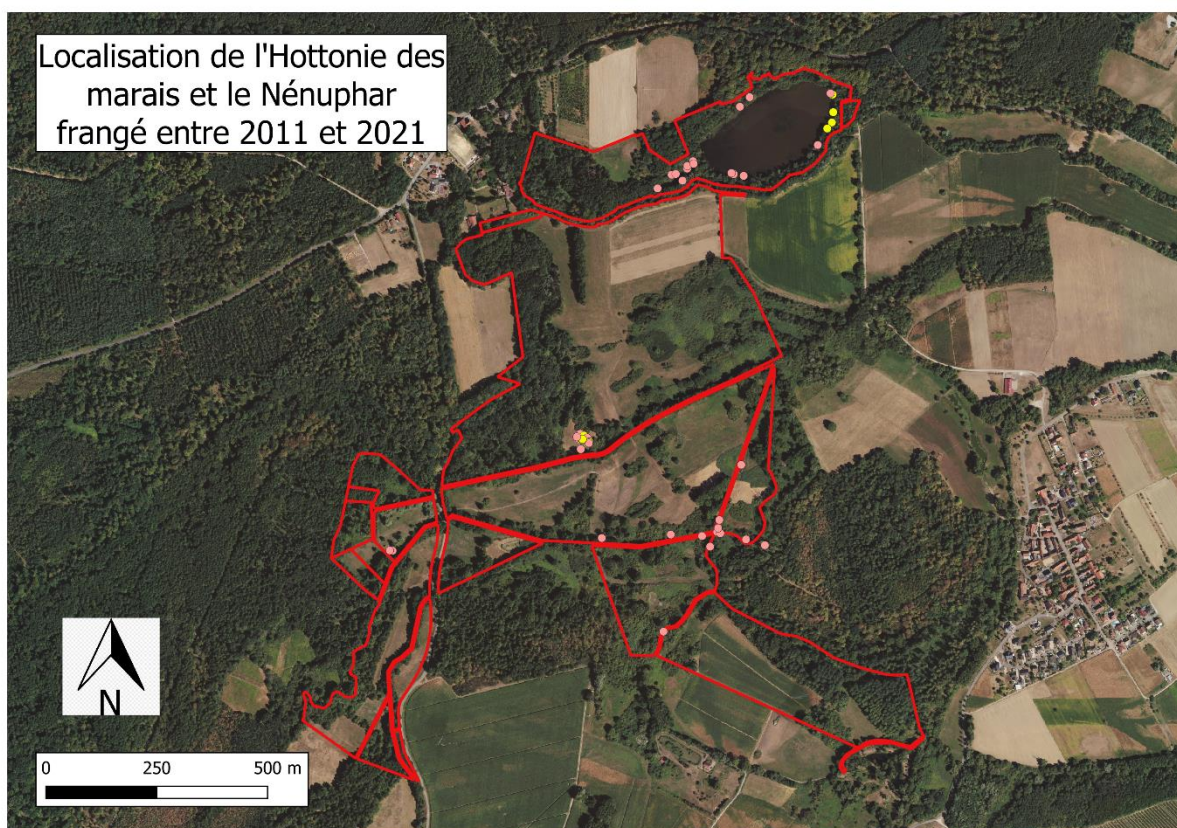 Localisation de l'Hottonie des
marais et le Nénuphar
frangé entre 2011 et 2021
N
0 250 500 m